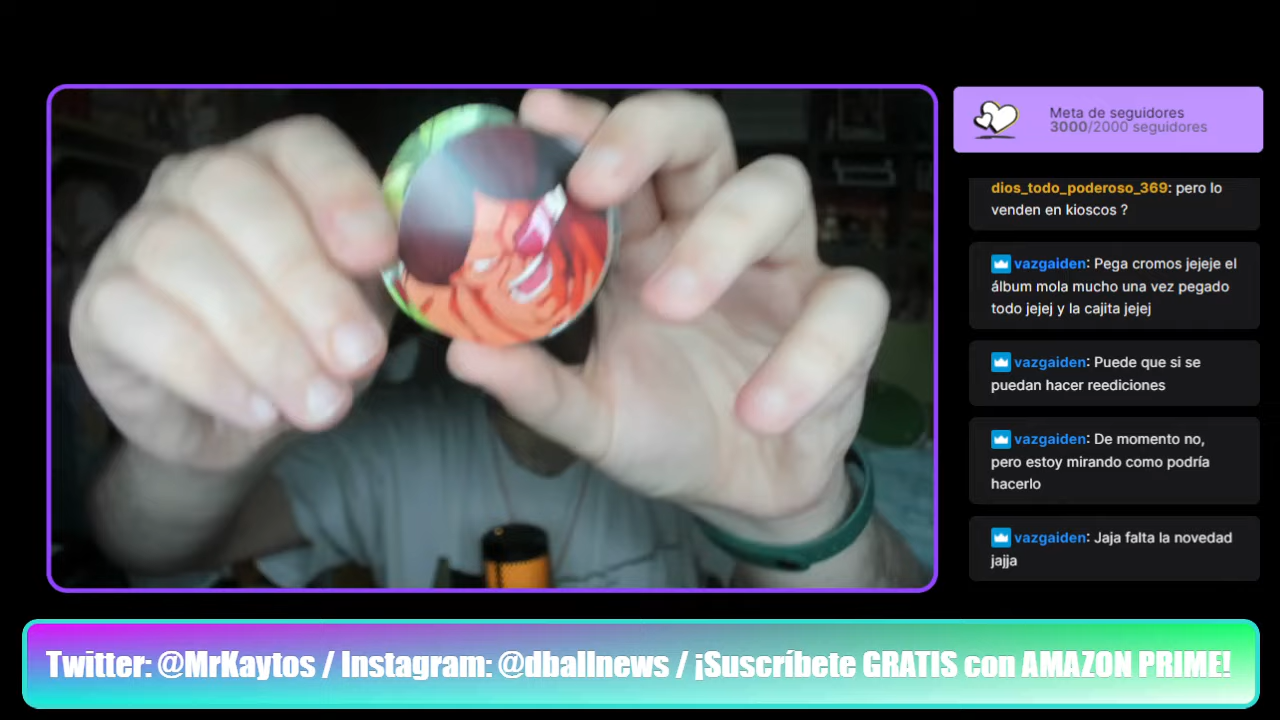 Meta de seguidores
3000/2000 seguidores
dios_todo_poderoso_369: pero lo
venden en kioscos ?
vazgaiden: Pega cromos jejeje el
álbum mola mucho una vez pegado
todo jejej y la cajita jejej
vazgaiden: Puede que si se
puedan hacer reediciones
vazgaiden: De momento no,
pero estoy mirando como podría
hacerlo
vazgaiden: Jaja falta la novedad
jajja
Twitter: @MrKaytos / Instagram: @dballnews / ¡Suscríbete GRATIS con AMAZON PRIME!